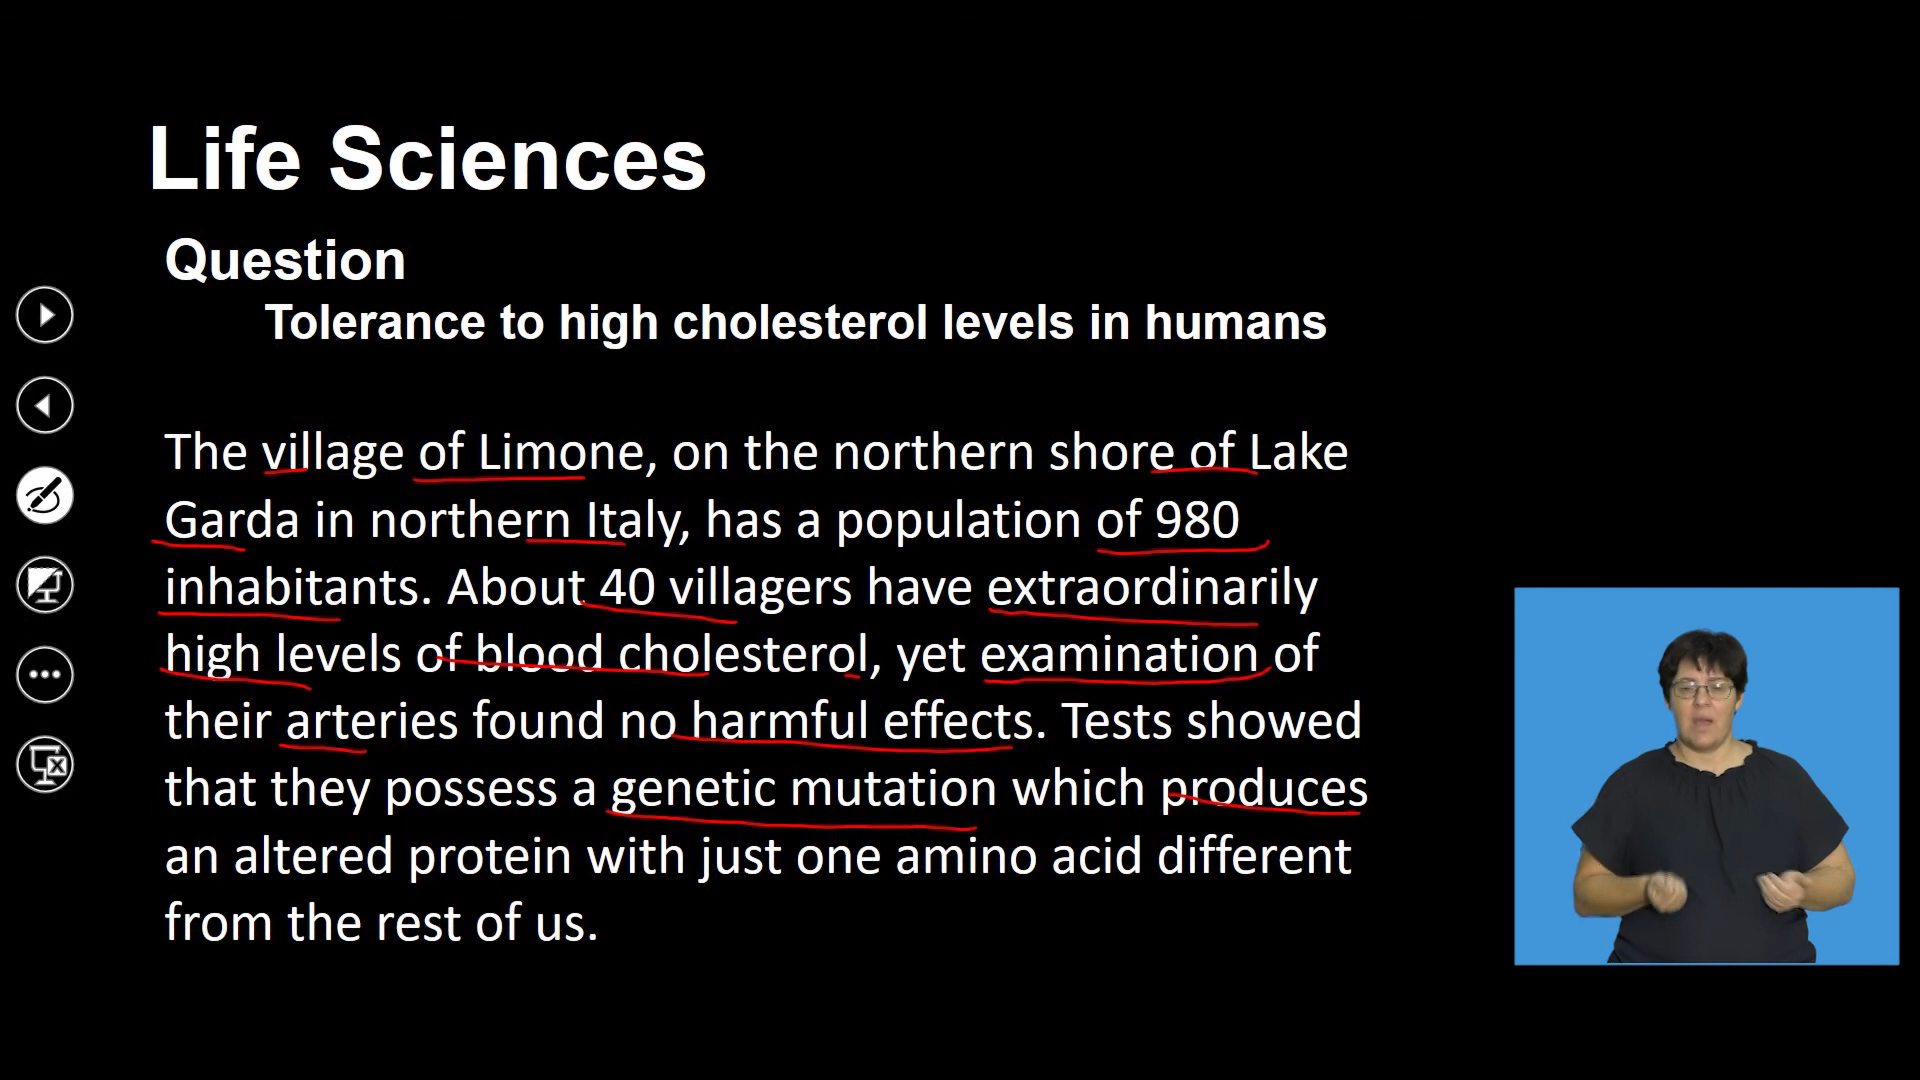 Life Sciences
Question
Tolerance to high cholesterol levels in humans
The village of Limone, on the northern shore of Lake
Garda in northern Italy, has a population of 980
inhabitants. About 40 villagers have extraordinarily
high levels of blood cholesterol, yet examination of
their arteries found no harmful effects. Tests showed
that they possess a genetic mutation which produces
an altered protein with just one amino acid different
from the rest of us.